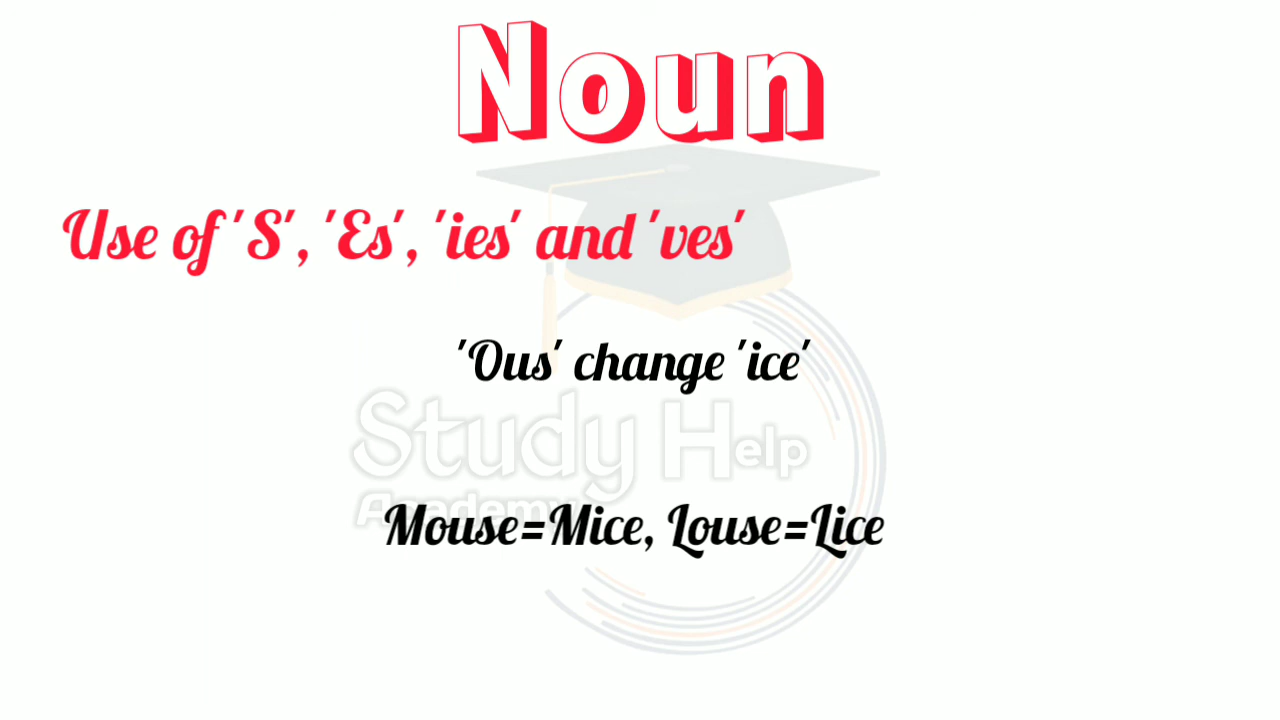 Noun
Use of 'S', 'Es', 'ies' and 'ves'
'Ous' change 'ice'
Study Help
Academy
Mouse=Mice, Louse=Lice